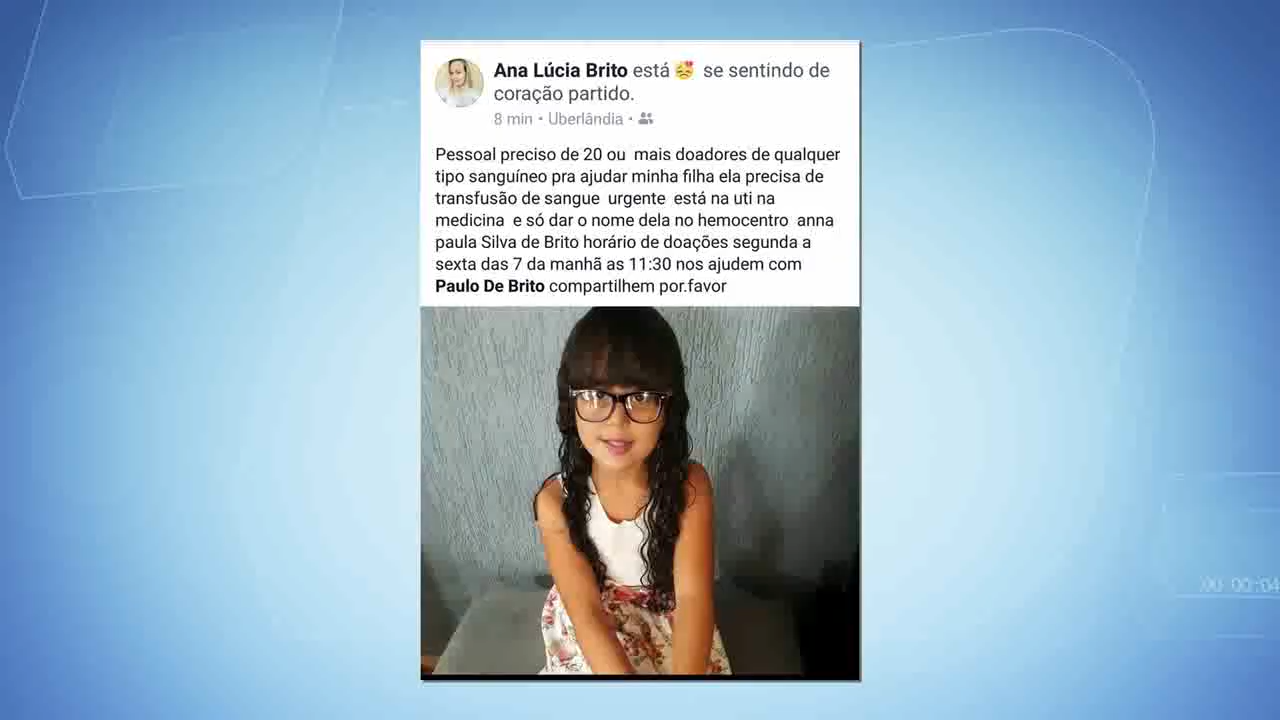 Ana Lúcia Brito está 😥 se sentindo de
coração partido.
8 min • Uberlândia •
Pessoal preciso de 20 ou mais doadores de qualquer
tipo sanguíneo pra ajudar minha filha ela precisa de
transfusão de sangue urgente está na uti na
medicina e só dar o nome dela no hemocentro anna
paula Silva de Brito horário de doações segunda a
sexta das 7 da manhã as 11:30 nos ajudem com
Paulo De Brito compartilhem por.favor
00 00:04